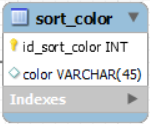 sort_color
id_sort_color INT
color VARCHAR(45)
Indexes